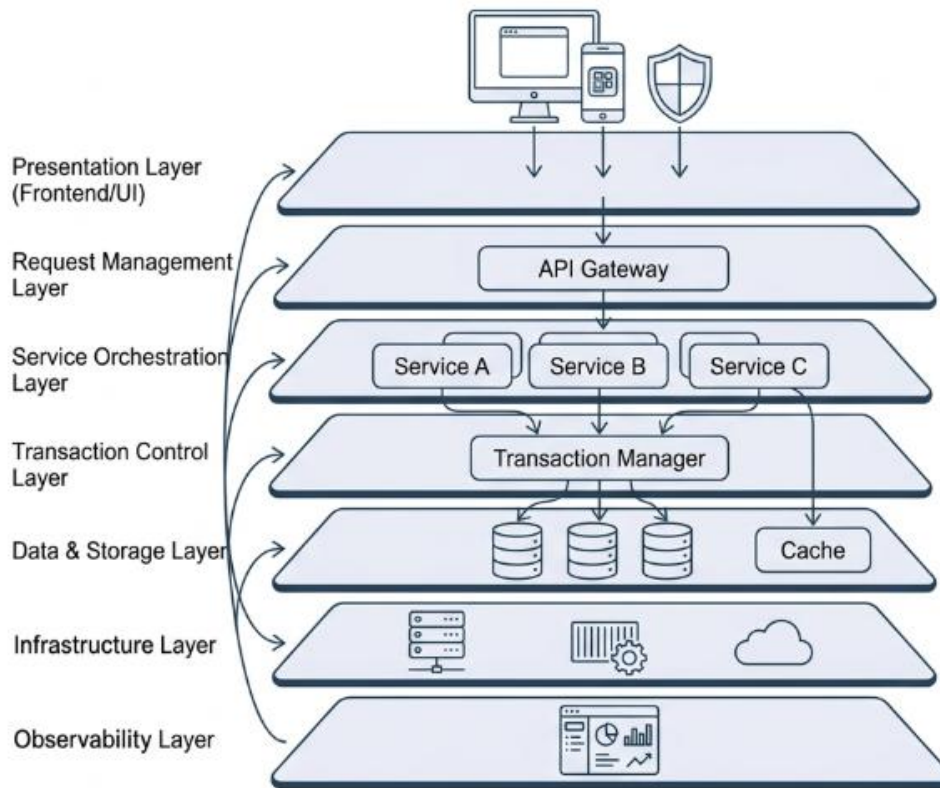 Presentation Layer
(Frontend/UI)
Request Management
Layer
API Gateway
Service Orchestration
Layer
Service A
Service B
Service C
Transaction Control
Layer
Transaction Manager
Data & Storage Layer
Cache
Infrastructure Layer
Observability Layer